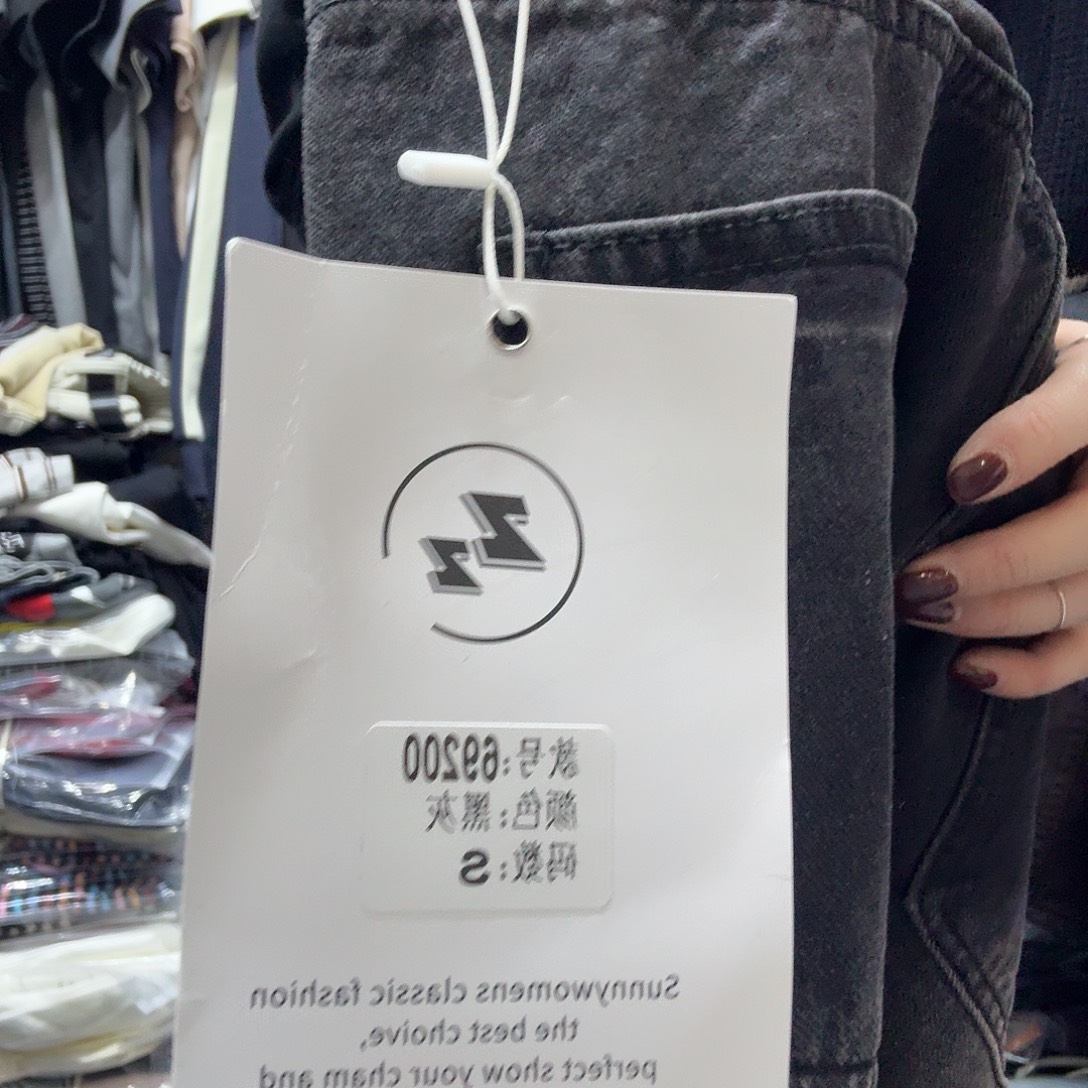 ZZ
款号:69200
颜色:黑灰
码数:S
Sunnywomens classic fashion
the best choive,
perfect show your cham and